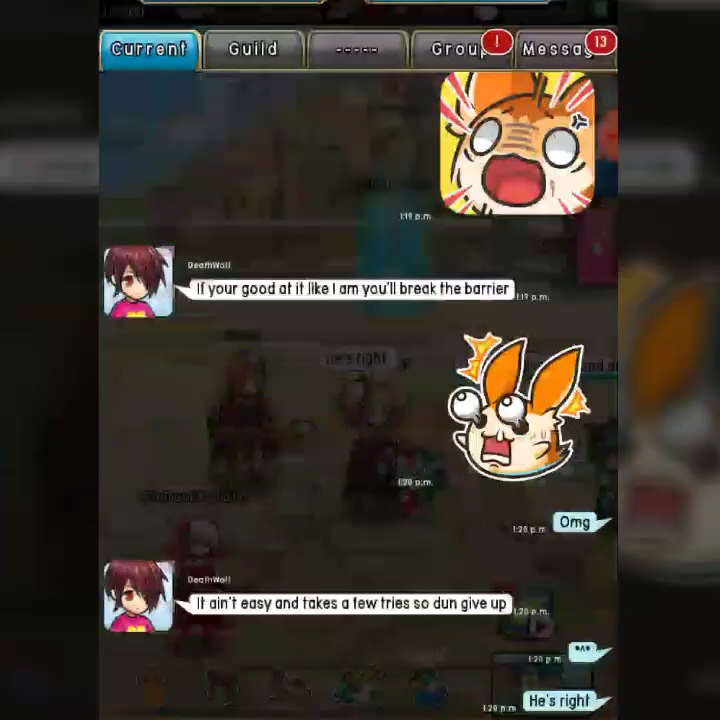 Current
Guild
-----
Group
!
Messag
13
1:19 p.m
DeathWolf
If your good at it like I am you'll break the barrier
1:19 p.m.
He's right
1:20 p.m.
Omg
1:20 p.m
DeathWolf
It ain't easy and takes a few tries so dun give up
1:20 p.m.
*^*
1:20 p.m
He's right
1:20 p.m